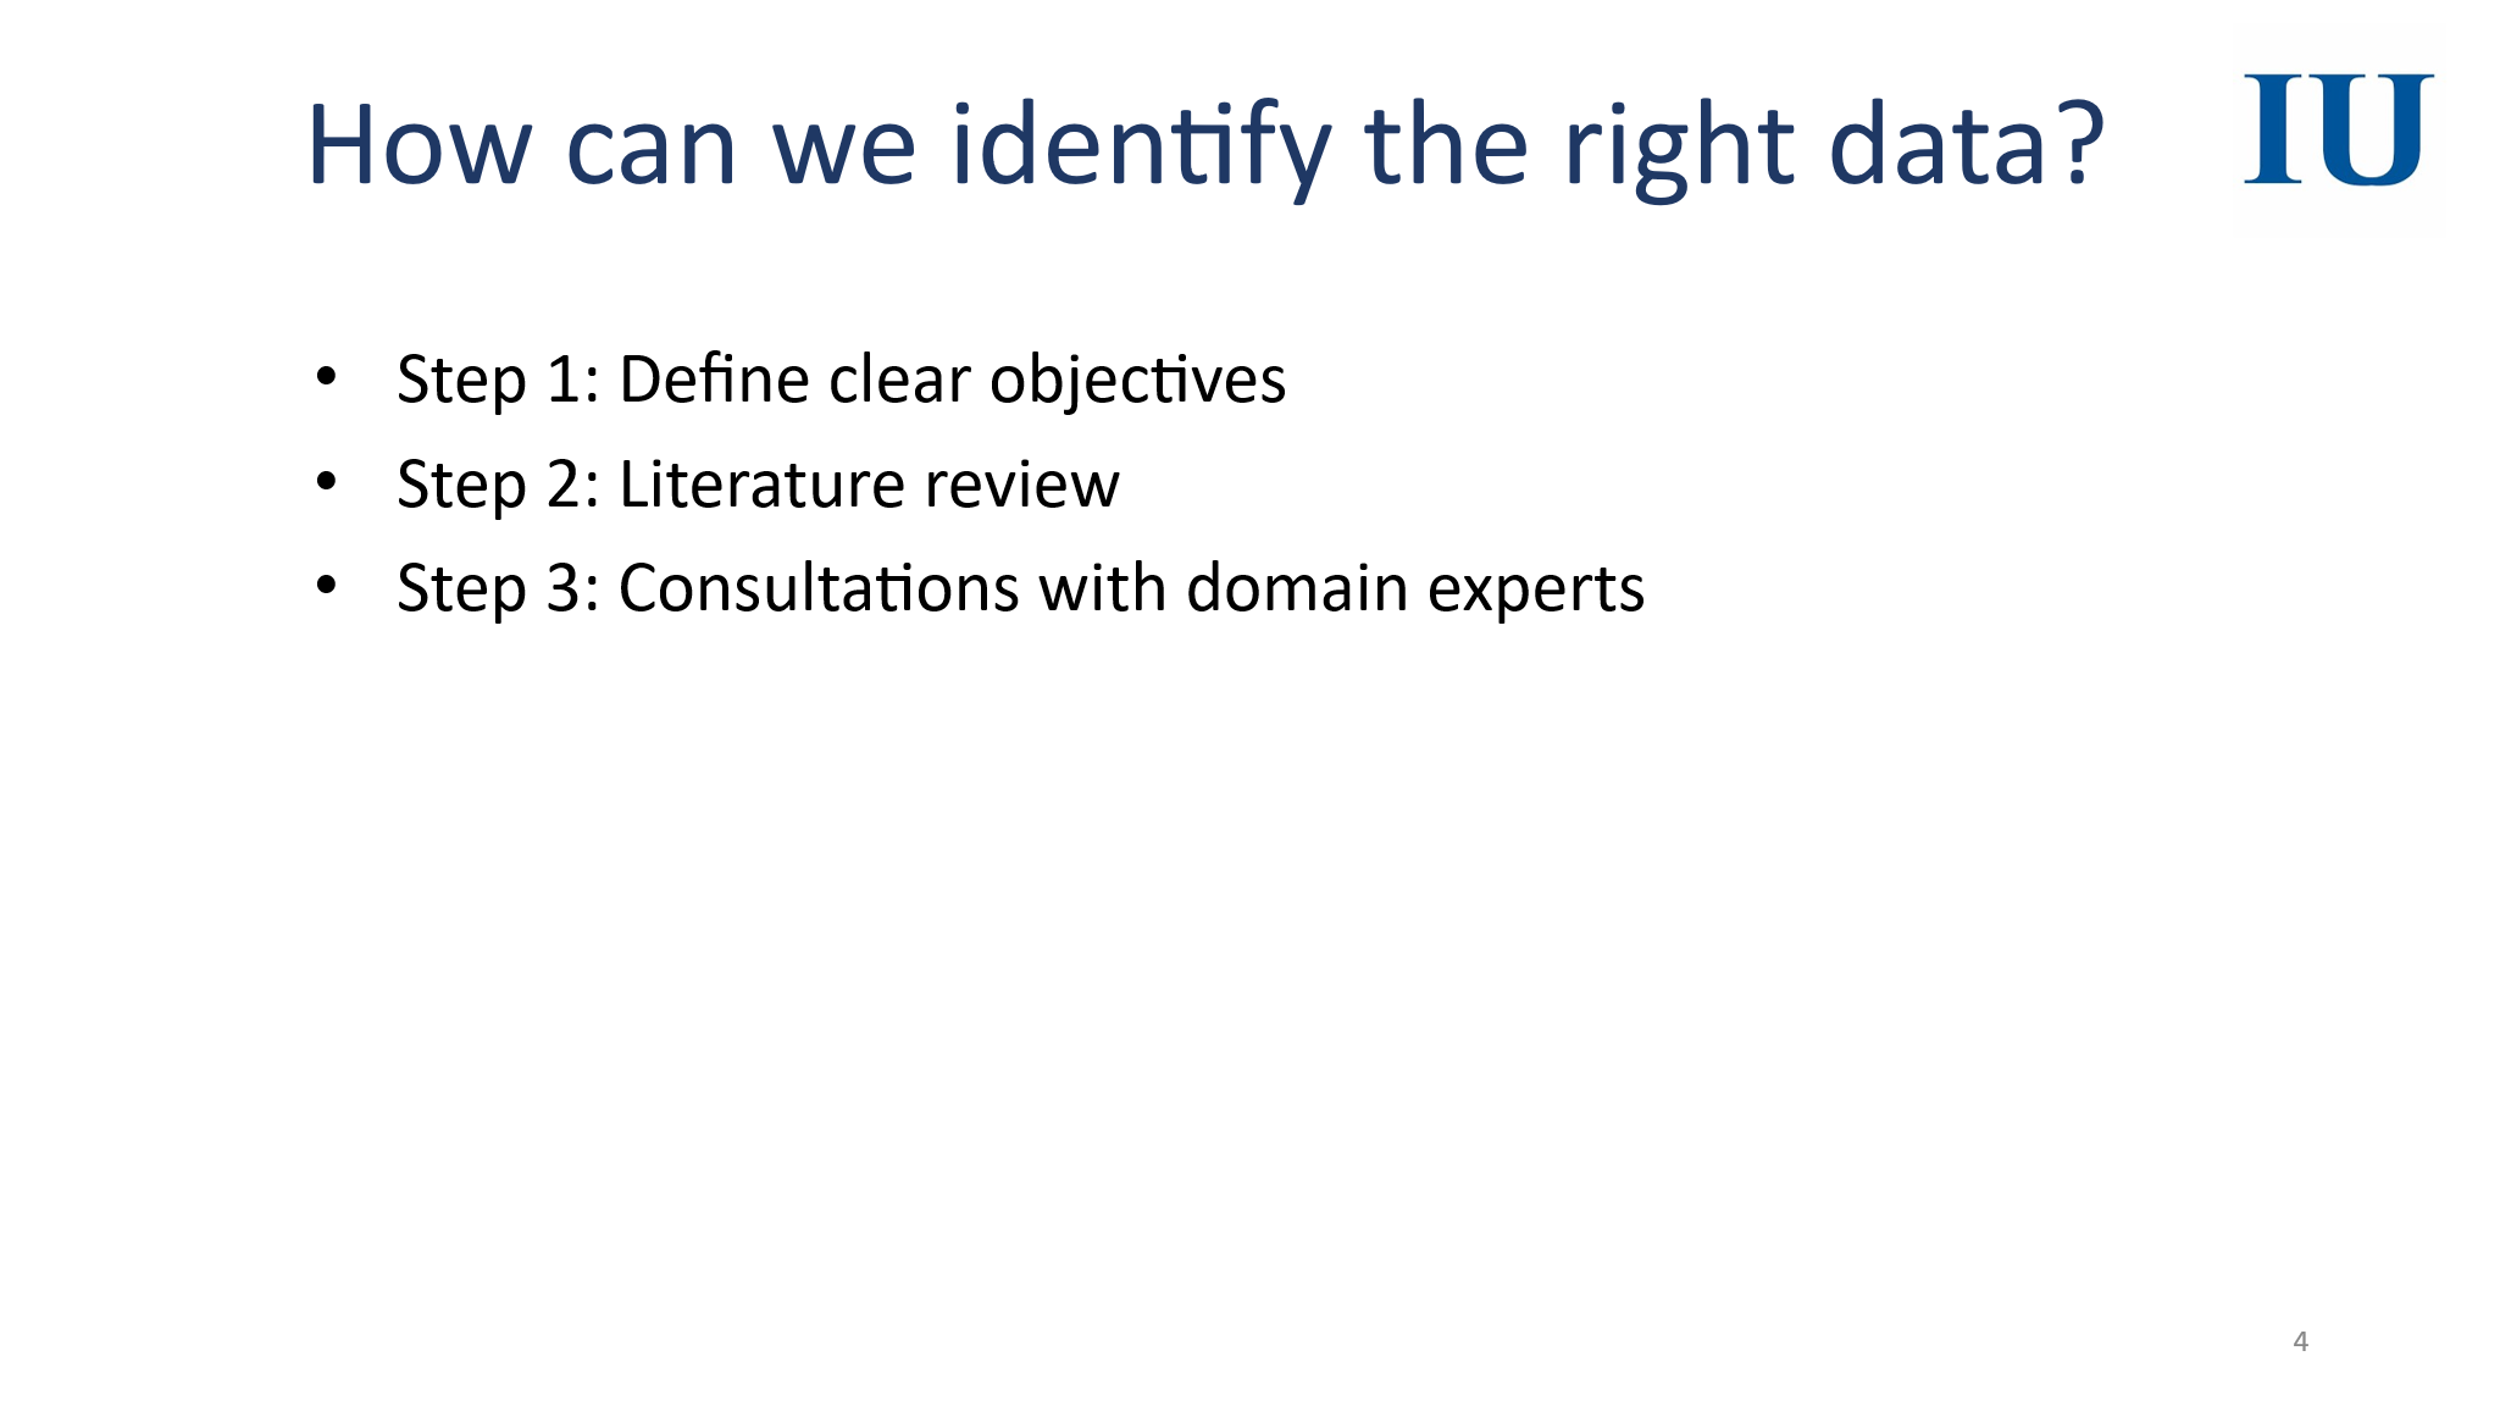 How can we identify the right data?
IU
• Step 1: Define clear objectives
• Step 2: Literature review
• Step 3: Consultations with domain experts
4